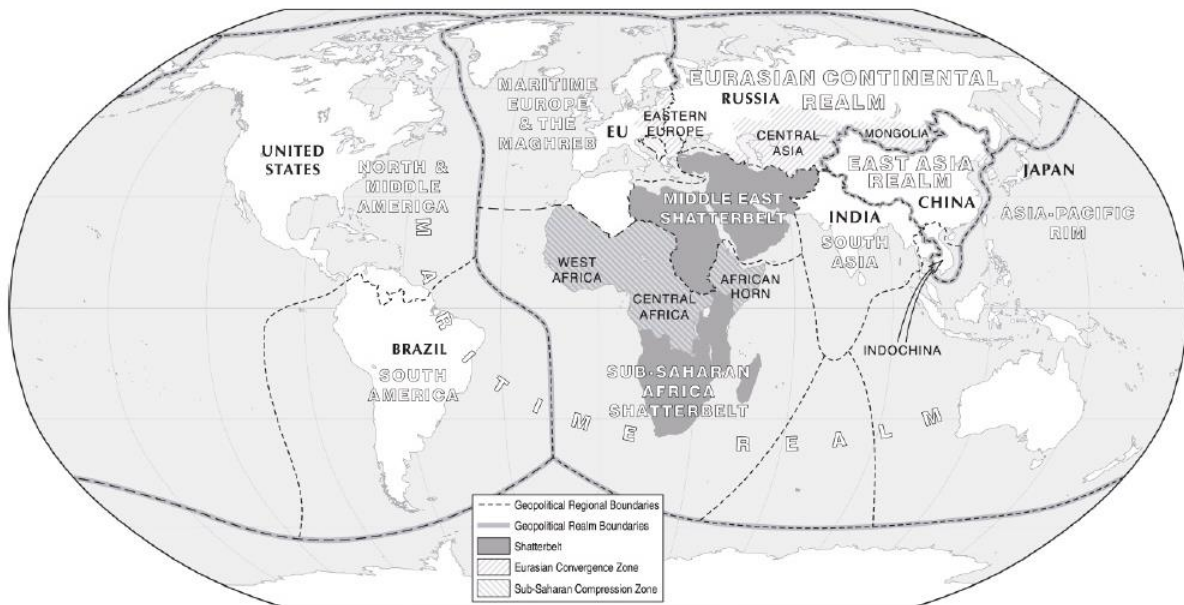 EURASIAN CONTINENTAL
REALM
RUSSIA
MARITIME
EUROPE
& THE
MAGHREB
EU
EASTERN
EUROPE
CENTRAL
ASIA
MONGOLIA
UNITED
STATES
NORTH &
MIDDLE
AMERICA
EAST ASIA
REALM
CHINA
JAPAN
MIDDLE EAST
SHATTERBELT
INDIA
SOUTH
ASIA
ASIA-PACIFIC
RIM
WEST
AFRICA
CENTRAL
AFRICA
AFRICAN
HORN
INDOCHINA
BRAZIL
SOUTH
AMERICA
SUB-SAHARAN
AFRICA
SHATTERBELT
MARITIME REALM
Geopolitical Regional Boundaries
Geopolitical Realm Boundaries
Shatterbelt
Eurasian Convergence Zone
Sub-Saharan Compression Zone